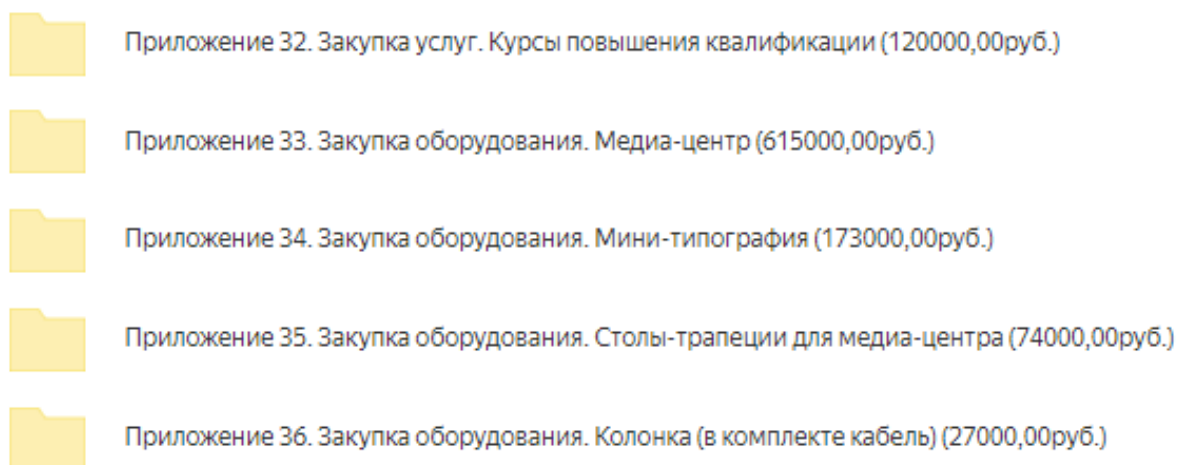 Приложение 32. Закупка услуг. Курсы повышения квалификации (120000,00руб.)
Приложение 33. Закупка оборудования. Медиа-центр (615000,00руб.)
Приложение 34. Закупка оборудования. Мини-типография (173000,00руб.)
Приложение 35. Закупка оборудования. Столы-трапеции для медиа-центра (74000,00руб.)
Приложение 36. Закупка оборудования. Колонка (в комплекте кабель) (27000,00руб.)